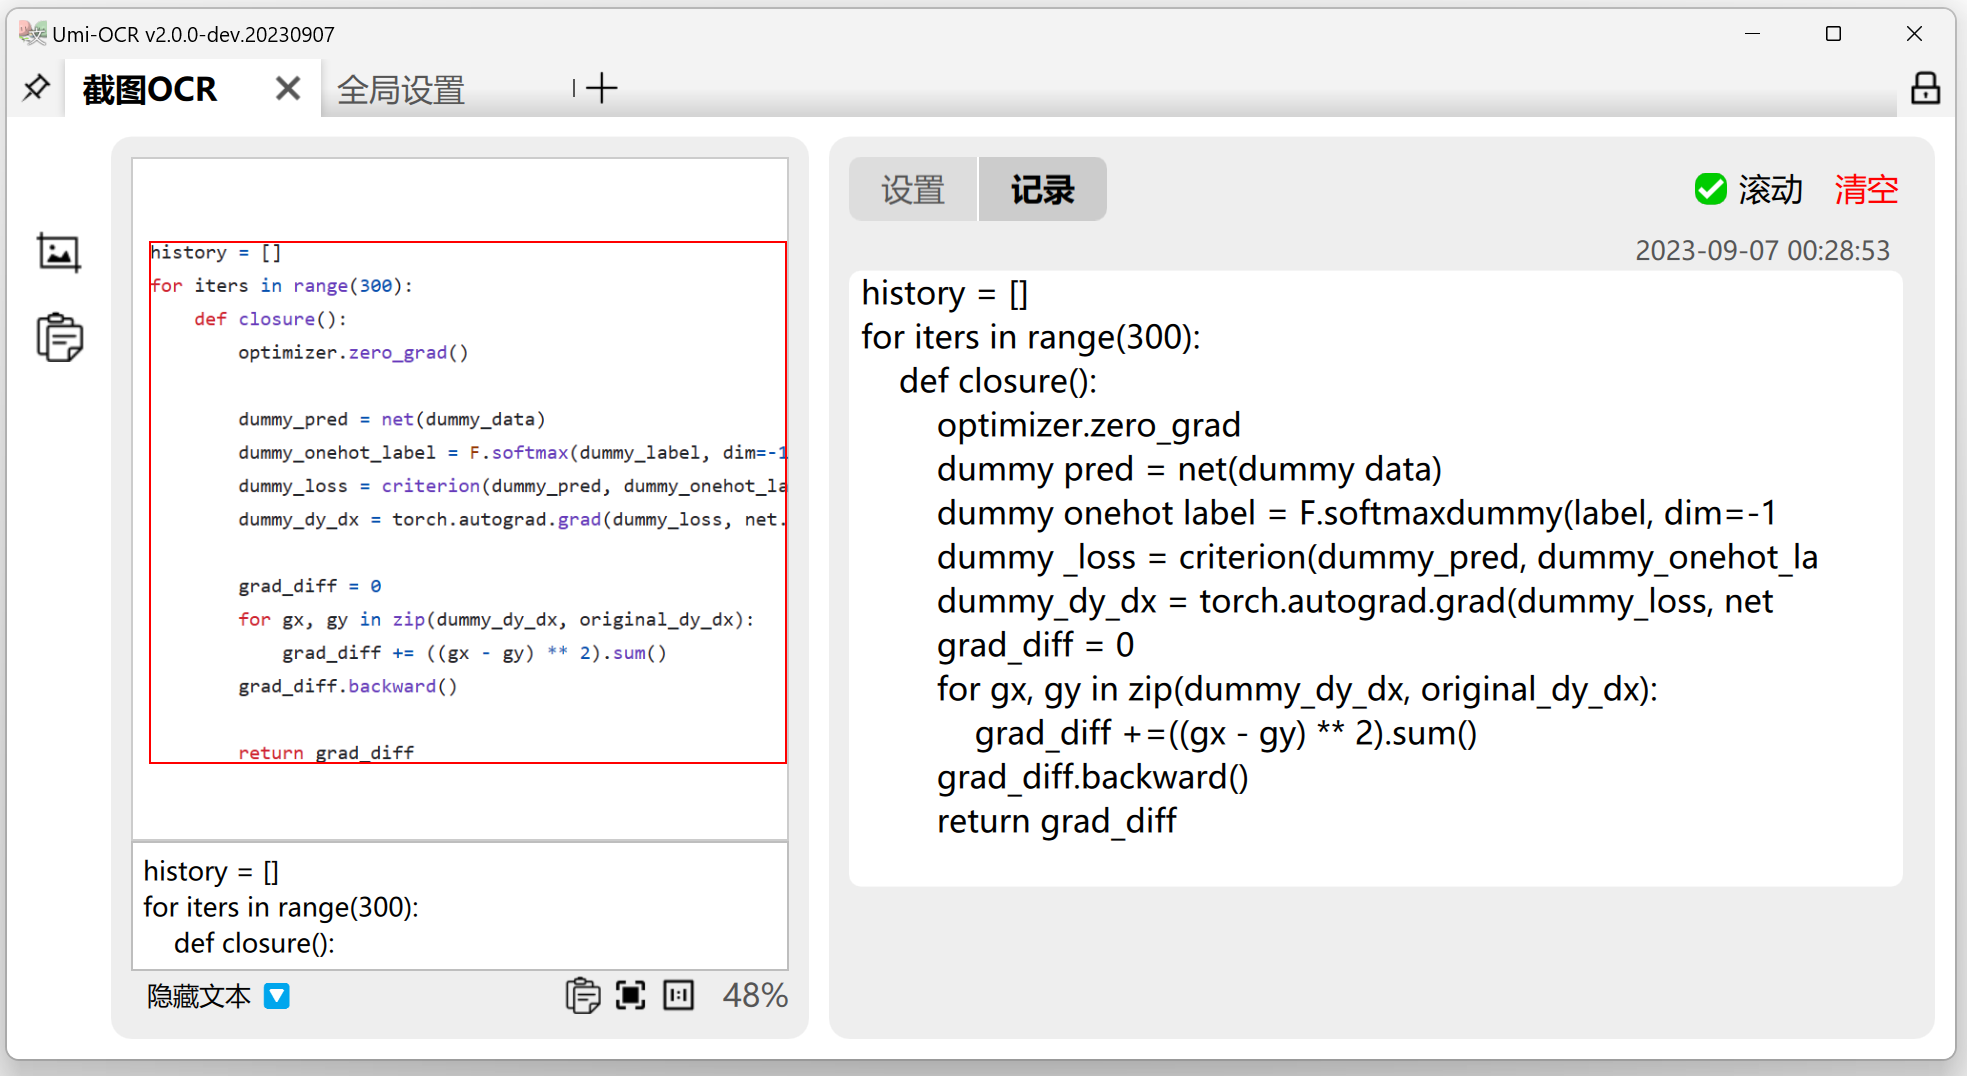 Umi-OCR v2.0.0-dev.20230907
截图OCR
全局设置
history = []
for iters in range(300):
    def closure():
        optimizer.zero_grad()
        dummy_pred = net(dummy_data)
        dummy_onehot_label = F.softmax(dummy_label, dim=-1
        dummy_loss = criterion(dummy_pred, dummy_onehot_la
        dummy_dy_dx = torch.autograd.grad(dummy_loss, net.
        grad_diff = 0
        for gx, gy in zip(dummy_dy_dx, original_dy_dx):
            grad_diff += ((gx - gy) ** 2).sum()
        grad_diff.backward()
        return grad_diff
history = []
for iters in range(300):
    def closure():
隐藏文本
1:1
48%
设置
记录
滚动
清空
2023-09-07 00:28:53
history = []
for iters in range(300):
    def closure():
        optimizer.zero_grad
        dummy pred = net(dummy data)
        dummy onehot label = F.softmaxdummy(label, dim=-1
        dummy _loss = criterion(dummy_pred, dummy_onehot_la
        dummy_dy_dx = torch.autograd.grad(dummy_loss, net
        grad_diff = 0
        for gx, gy in zip(dummy_dy_dx, original_dy_dx):
            grad_diff +=((gx - gy) ** 2).sum()
        grad_diff.backward()
        return grad_diff